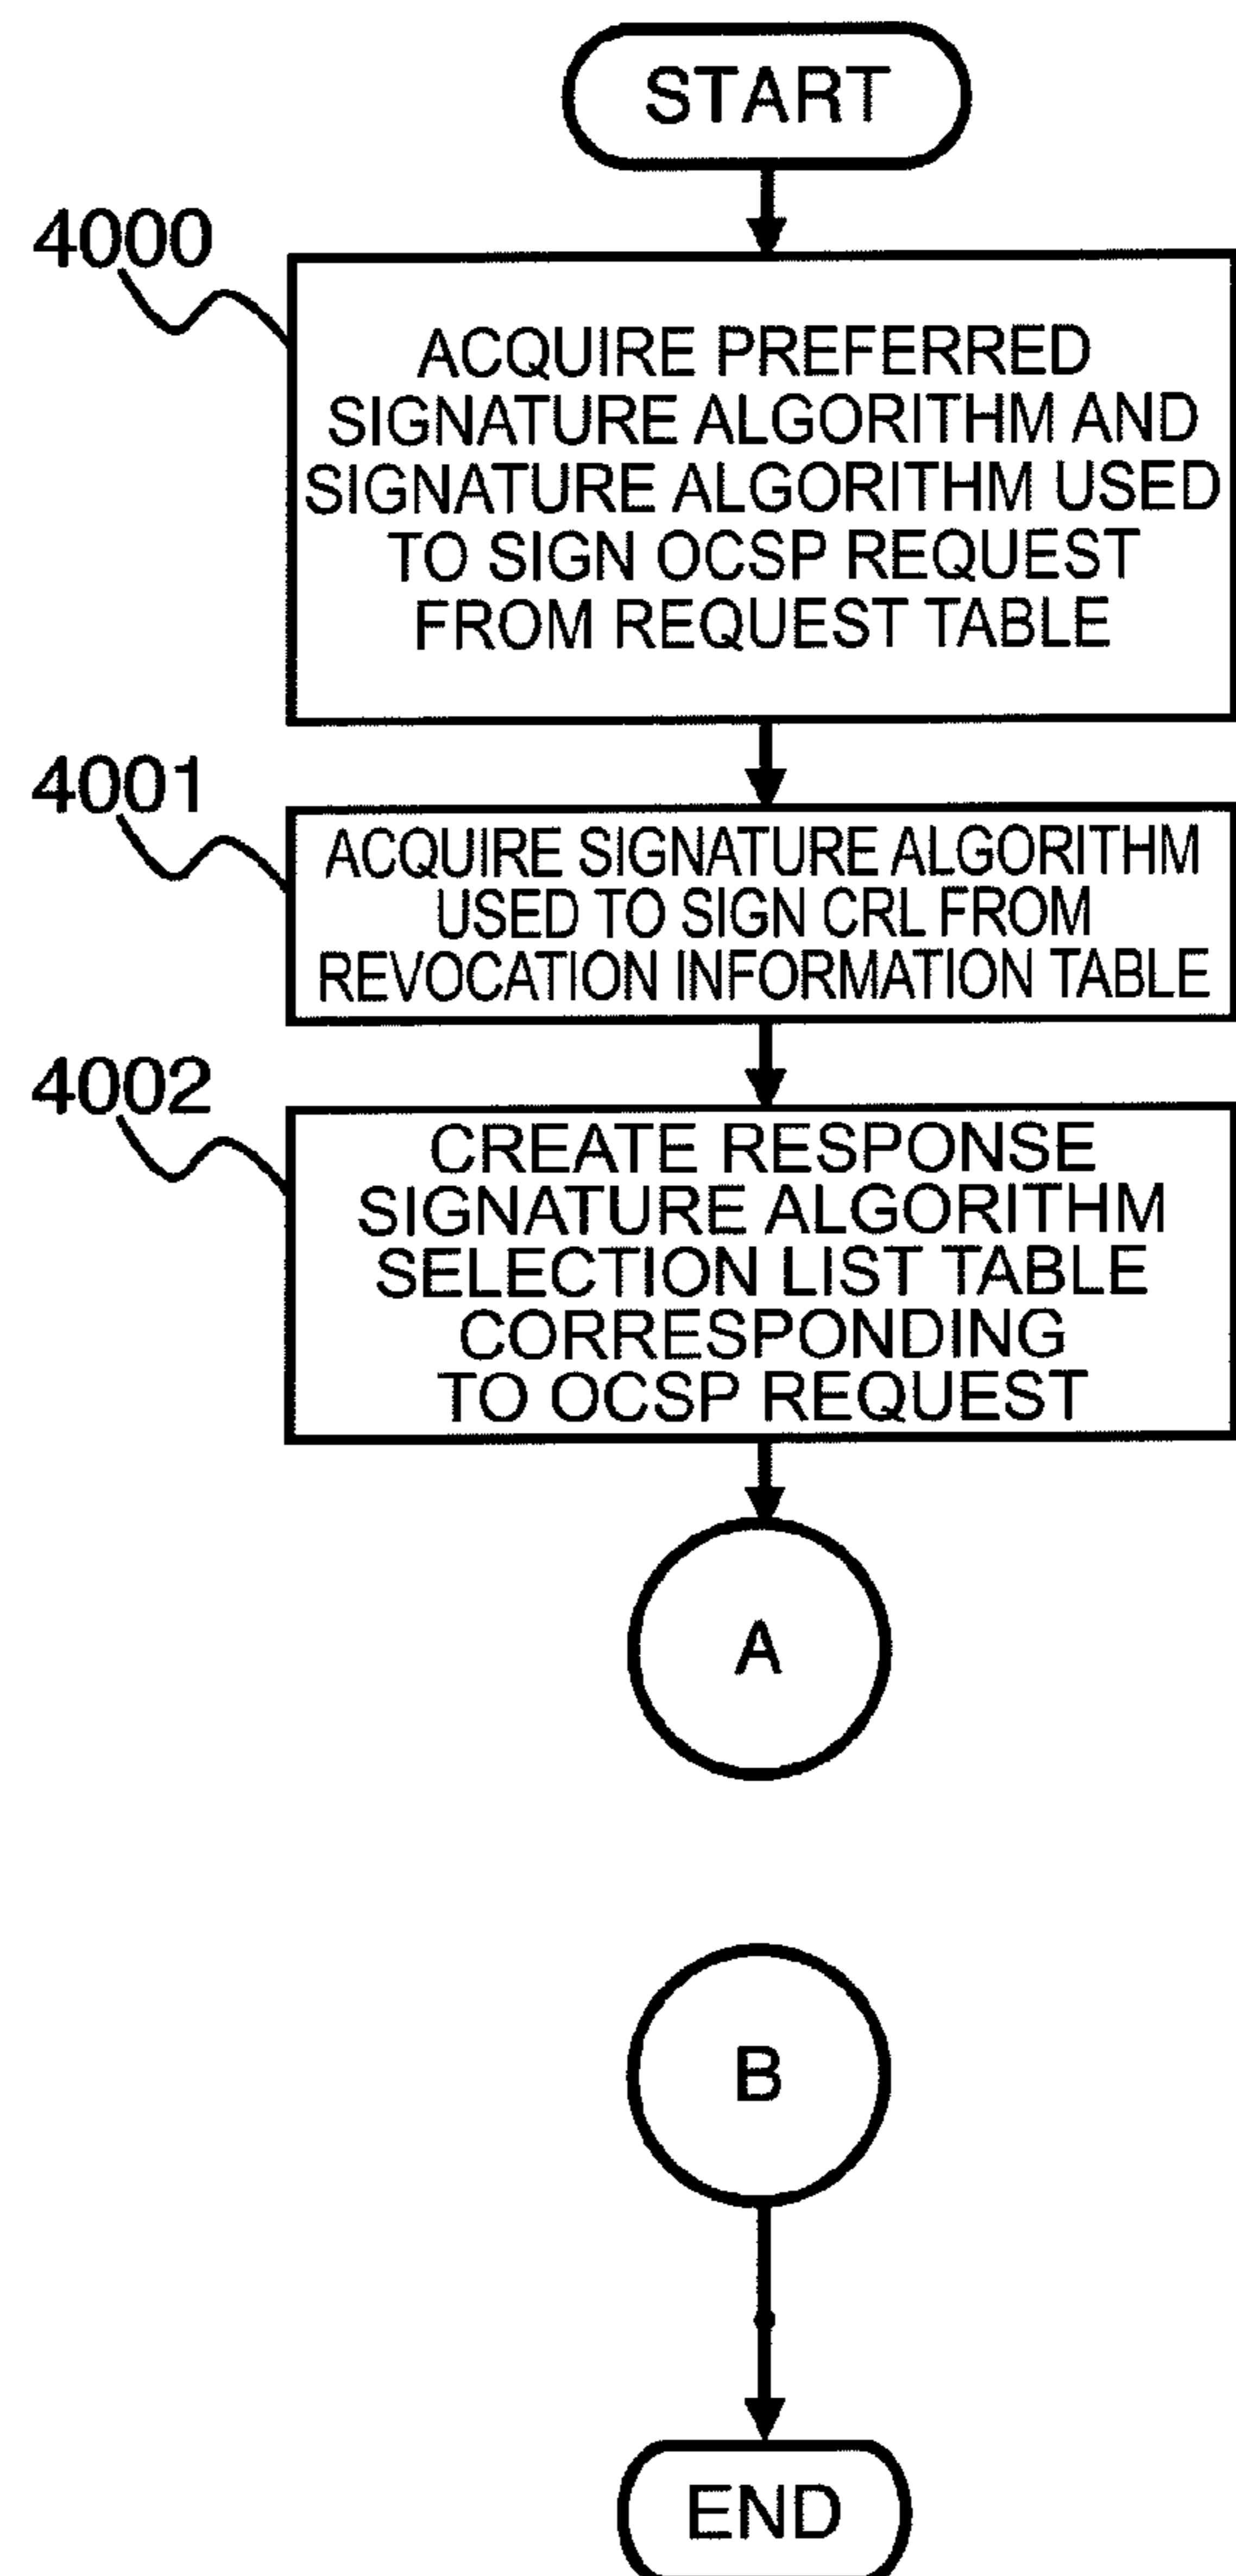 START
4000
ACQUIRE PREFERRED
SIGNATURE ALGORITHM AND
SIGNATURE ALGORITHM USED
TO SIGN OCSP REQUEST
FROM REQUEST TABLE
4001
ACQUIRE SIGNATURE ALGORITHM
USED TO SIGN CRL FROM
REVOCATION INFORMATION TABLE
4002
CREATE RESPONSE
SIGNATURE ALGORITHM
SELECTION LIST TABLE
CORRESPONDING
TO OCSP REQUEST
A
B
END